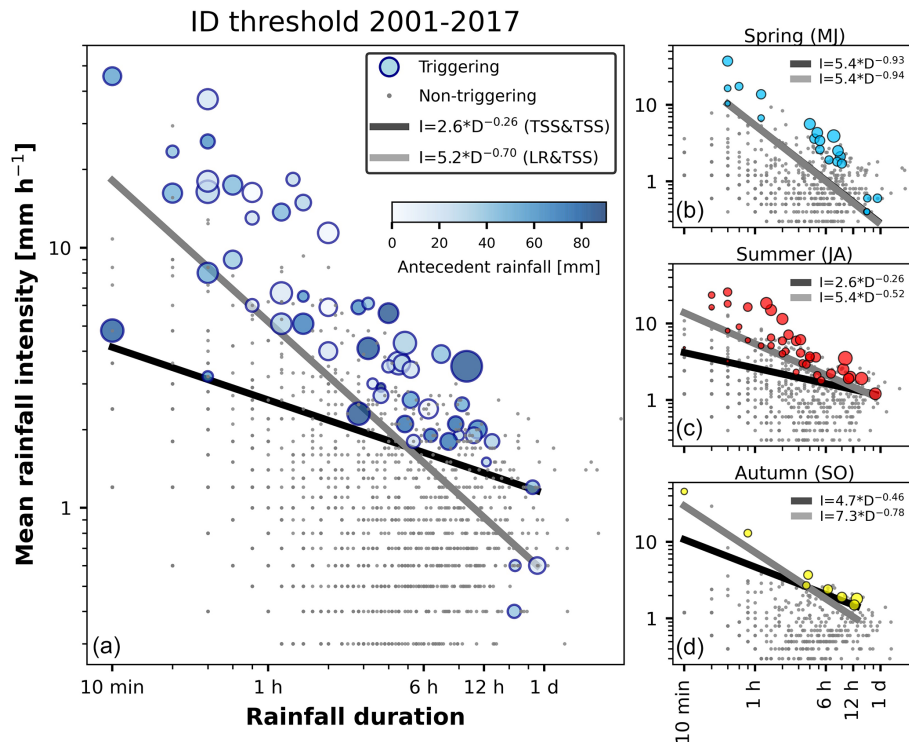 ID threshold 2001-2017
Triggering
Non-triggering
I=2.6*D^−0.26 (TSS&TSS)
I=5.2*D^−0.70 (LR&TSS)
0 20 40 60 80
Antecedent rainfall [mm]
Mean rainfall intensity [mm h⁻¹]
10
1
(a)
10 min 1 h 6 h 12 h 1 d
Rainfall duration
Spring (MJ)
I=5.4*D^−0.93
I=5.4*D^−0.94
10
1
(b)
Summer (JA)
I=2.6*D^−0.26
I=5.4*D^−0.52
10
1
(c)
Autumn (SO)
I=4.7*D^−0.46
I=7.3*D^−0.78
10
1
(d)
10 min 1 h 6 h 12 h 1 d